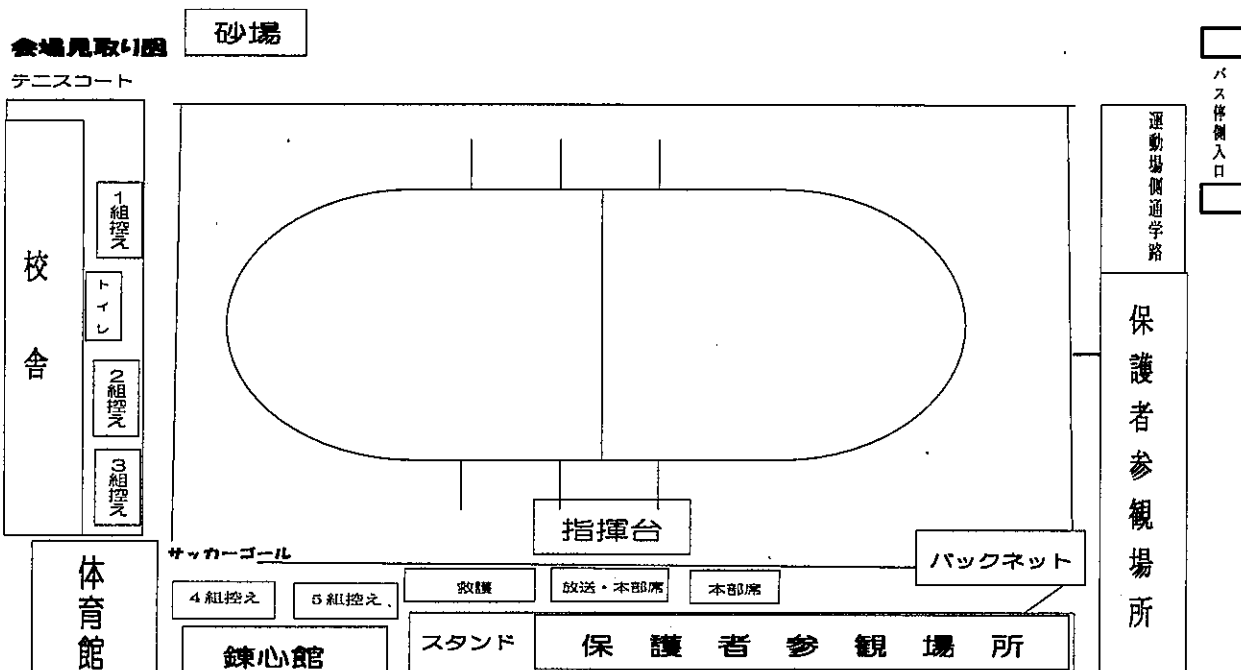 砂場
会場見取り図
テニスコート
バス停側入口
運動場側通学路
1組控え
校舎
トイレ
保護者参観場所
2組控え
3組控え
指揮台
サッカーゴール
バックネット
体育館
4組控え
5組控え
救護
放送・本部席
本部席
スタンド
保護者参観場所
錬心館